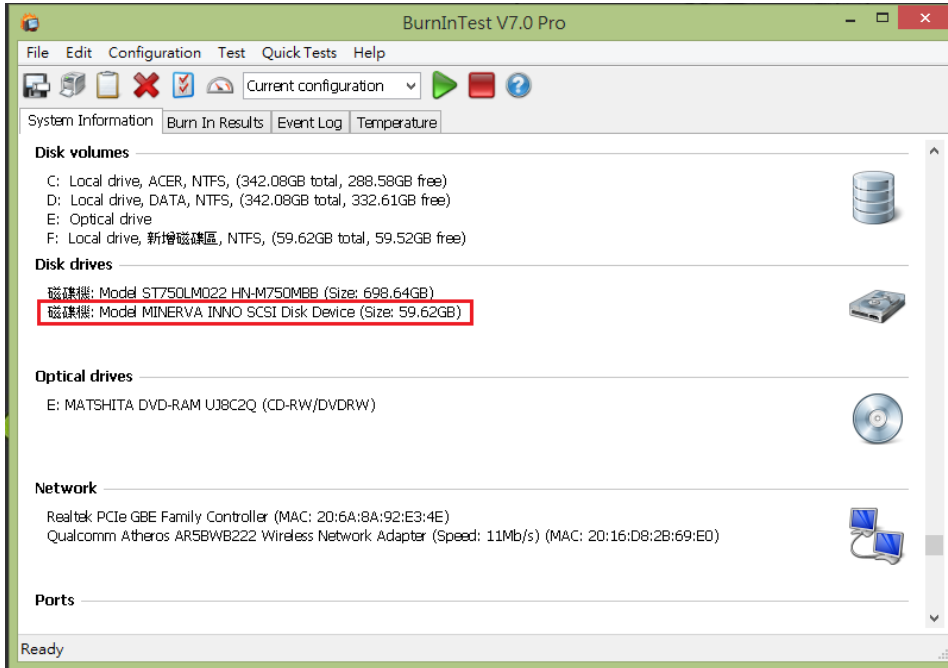 BurnInTest V7.0 Pro
File Edit Configuration Test Quick Tests Help
Current configuration
System Information Burn In Results Event Log Temperature
Disk volumes
C: Local drive, ACER, NTFS, (342.08GB total, 288.58GB free)
D: Local drive, DATA, NTFS, (342.08GB total, 332.61GB free)
E: Optical drive
F: Local drive, 新增磁碟區, NTFS, (59.62GB total, 59.52GB free)
Disk drives
磁碟機: Model ST750LM022 HN-M750MBB (Size: 698.64GB)
磁碟機: Model MINERVA INNO SCSI Disk Device (Size: 59.62GB)
Optical drives
E: MATSHITA DVD-RAM UJ8C2Q (CD-RW/DVDRW)
Network
Realtek PCIe GBE Family Controller (MAC: 20:6A:8A:92:E3:4E)
Qualcomm Atheros AR5BWB222 Wireless Network Adapter (Speed: 11Mb/s) (MAC: 20:16:D8:2B:69:E0)
Ports
Ready